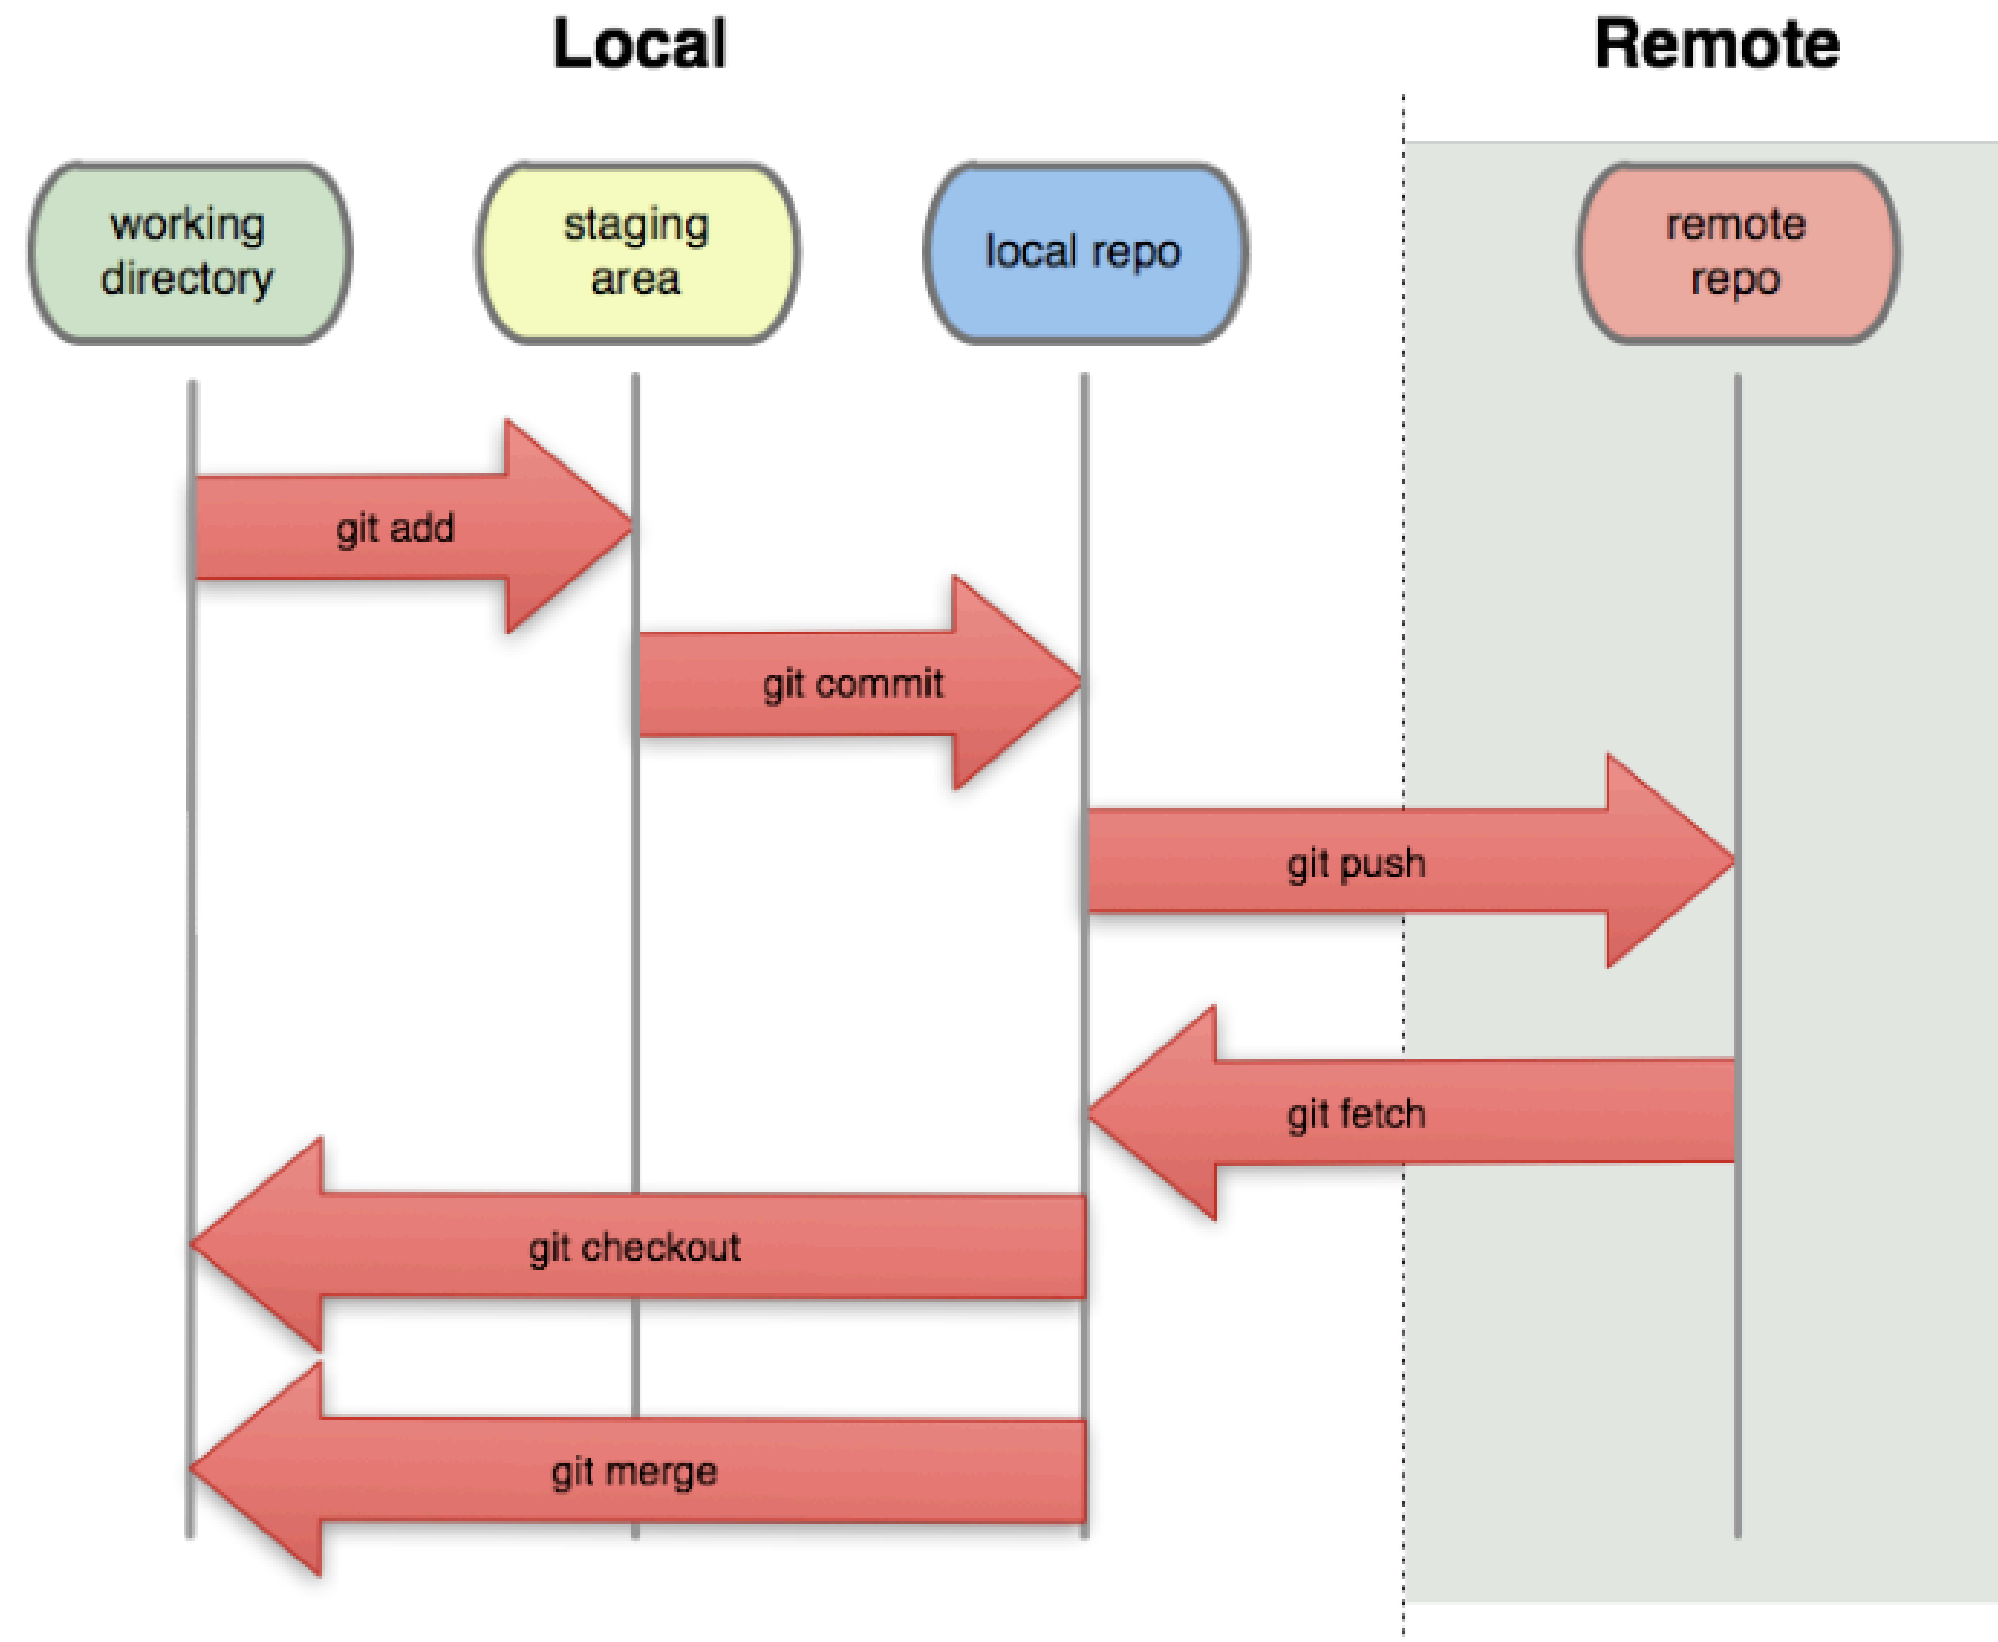 Local
Remote
working
directory
staging
area
local repo
remote
repo
git add
git commit
git push
git fetch
git checkout
git merge